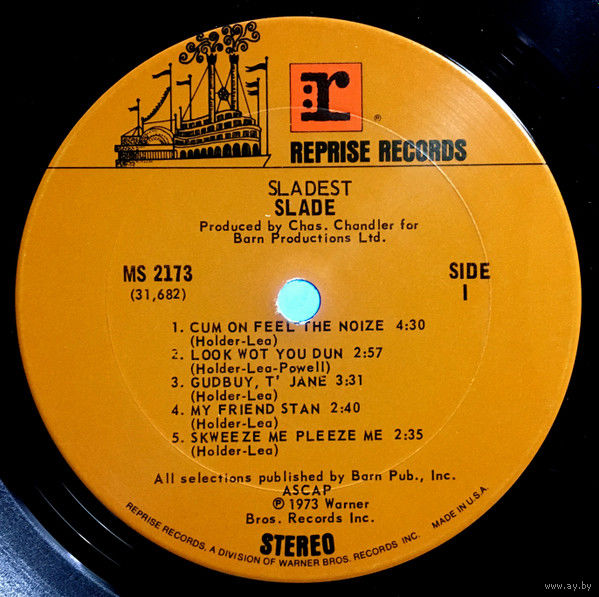 r
®
REPRISE RECORDS
SLADEST
SLADE
Produced by Chas. Chandler for
Barn Productions Ltd.
MS 2173
(31,682)
SIDE
1
1. CUM ON FEEL THE NOIZE 4:30
(Holder-Lea)
2. LOOK WOT YOU DUN 2:57
(Holder-Lea-Powell)
3. GUDBUY, T' JANE 3:31
(Holder-Lea)
4. MY FRIEND STAN 2:40
(Holder-Lea)
5. SKWEEZE ME PLEEZE ME 2:35
(Holder-Lea)
All selections published by Barn Pub., Inc.
ASCAP
℗ 1973 Warner
Bros. Records Inc.
STEREO
REPRISE RECORDS, A DIVISION OF WARNER BROS. RECORDS INC. MADE IN U.S.A.
www.ay.by